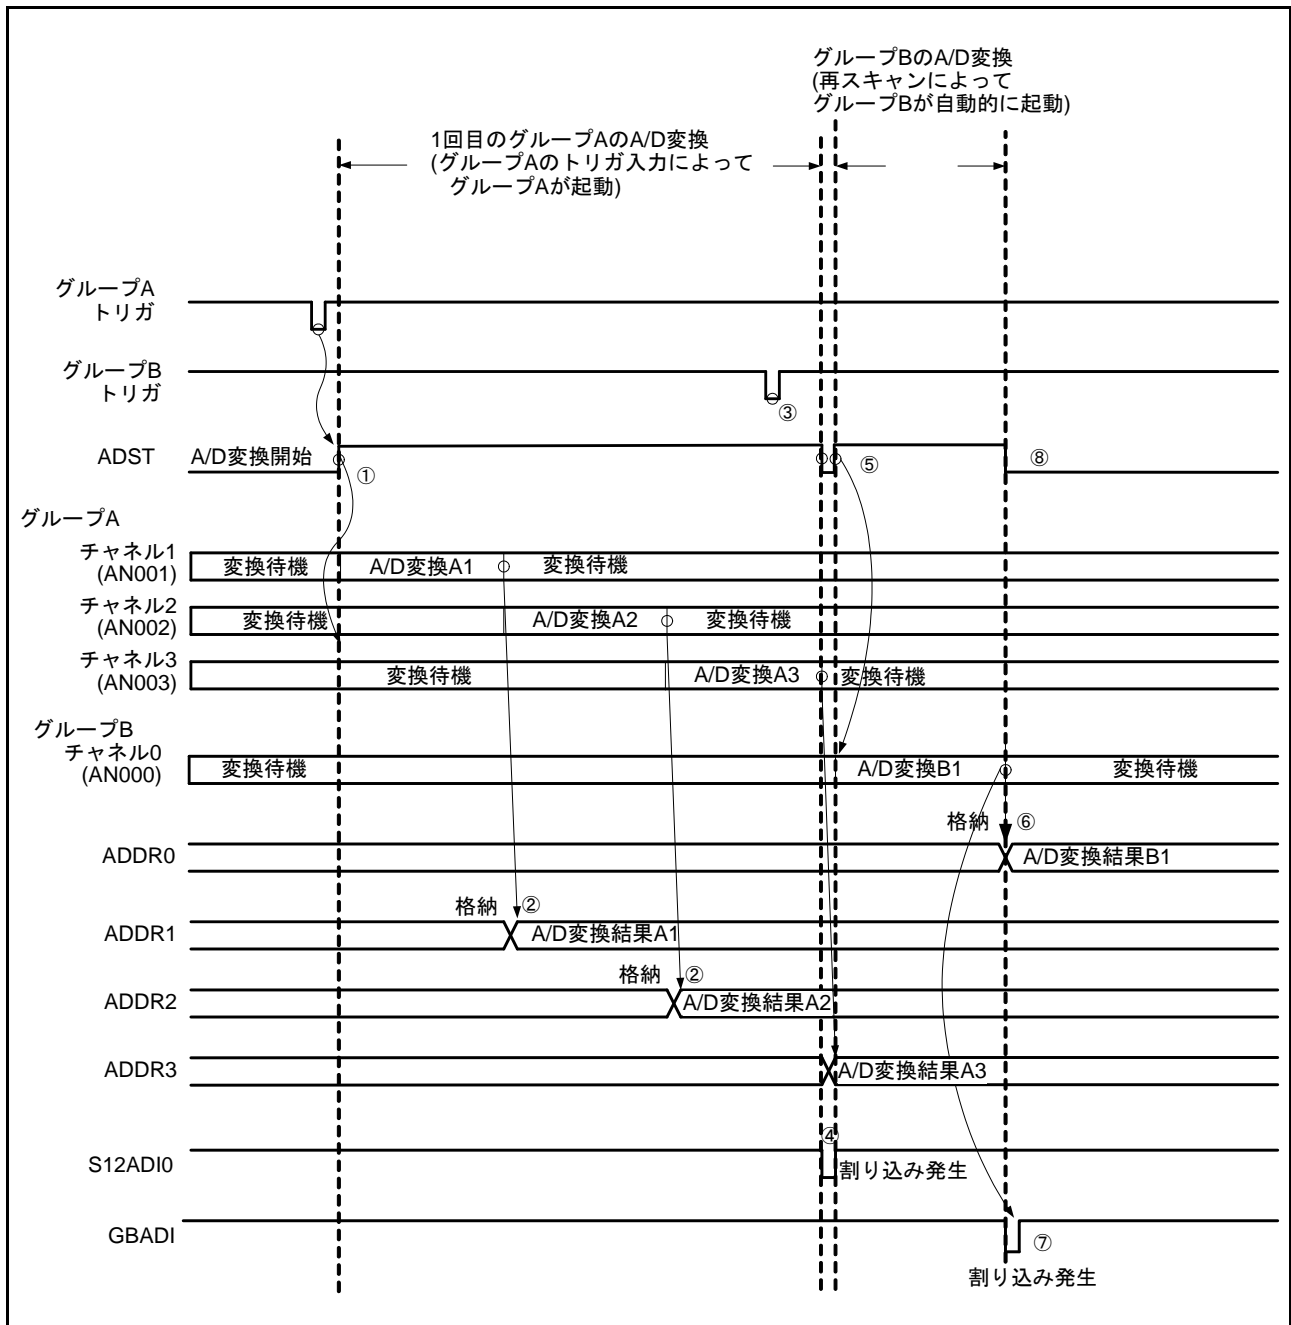 グループBのA/D変換
(再スキャンによって
グループBが自動的に起動)
1回目のグループAのA/D変換
(グループAのトリガ入力によって
グループAが起動)
グループA
トリガ
グループB
トリガ
③
ADST
A/D変換開始
①
⑤
⑧
グループA
チャネル1
(AN001)
変換待機
A/D変換A1
変換待機
チャネル2
(AN002)
変換待機
A/D変換A2
変換待機
チャネル3
(AN003)
変換待機
A/D変換A3
変換待機
グループB
チャネル0
(AN000)
変換待機
A/D変換B1
変換待機
格納
⑥
ADDR0
A/D変換結果B1
格納
②
ADDR1
A/D変換結果A1
格納
②
ADDR2
A/D変換結果A2
ADDR3
A/D変換結果A3
④
S12ADI0
割り込み発生
GBADI
⑦
割り込み発生